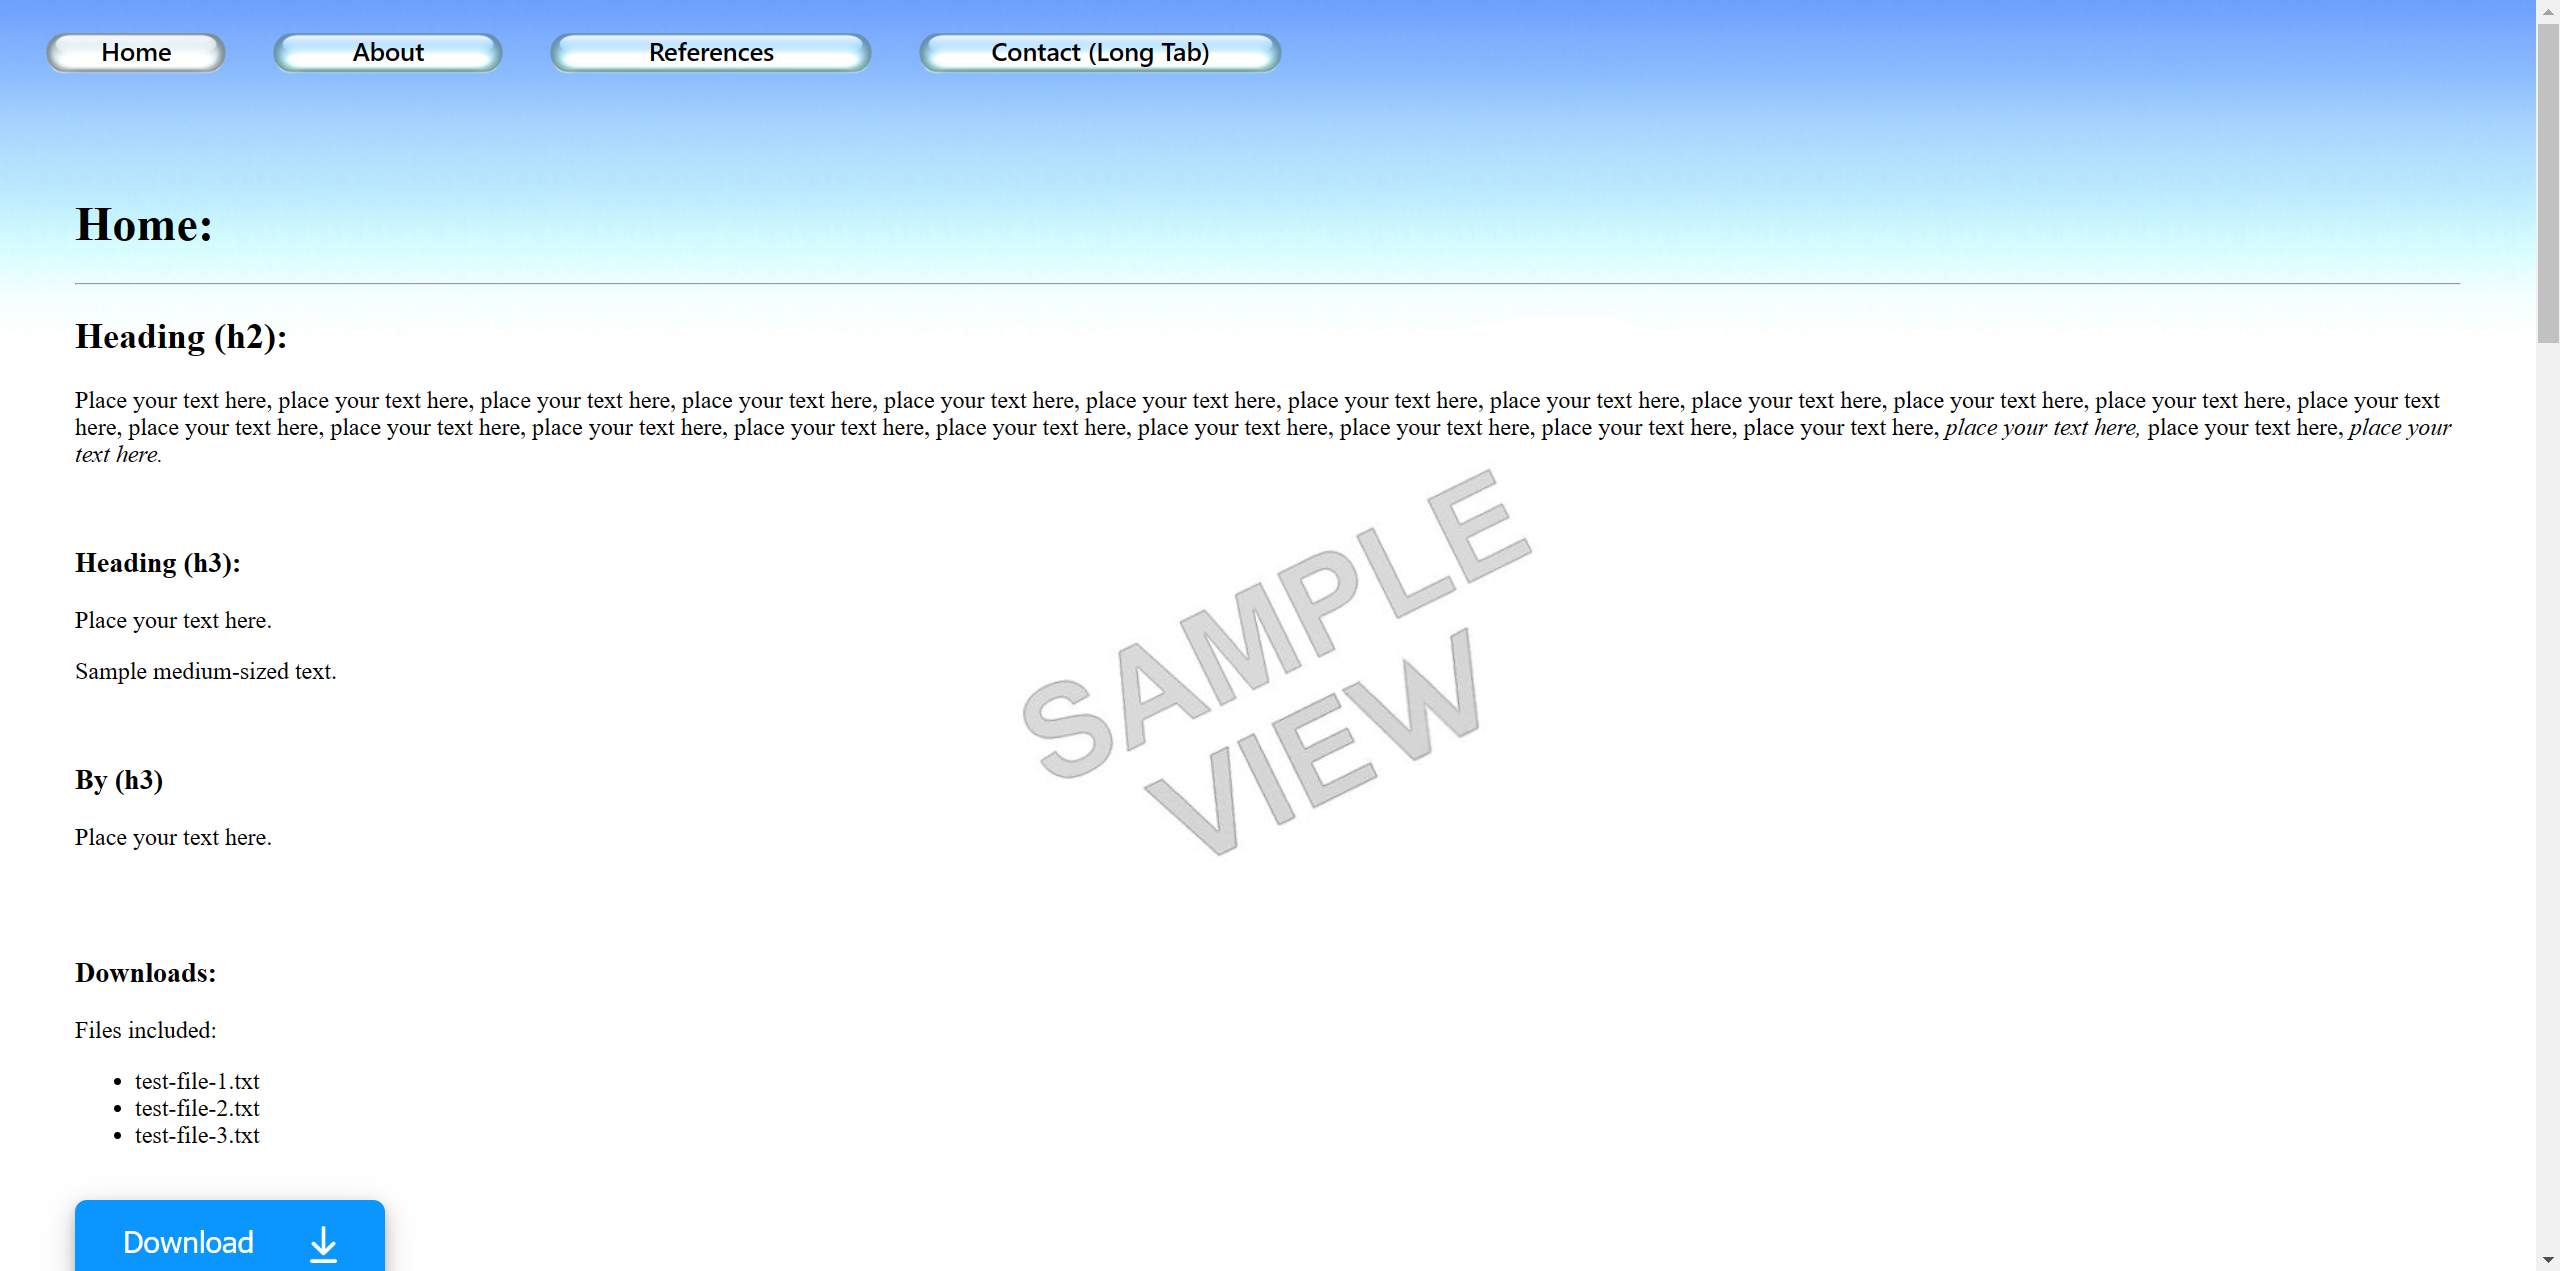 Home About References Contact (Long Tab)
Home:
Heading (h2):
Place your text here, place your text here, place your text here, place your text here, place your text here, place your text here, place your text here, place your text here, place your text here, place your text here, place your text here, place your text
here, place your text here, place your text here, place your text here, place your text here, place your text here, place your text here, place your text here, place your text here, place your text here, place your text here, place your text here, place your
text here.
Heading (h3):
Place your text here.
Sample medium-sized text.
SAMPLE
VIEW
By (h3)
Place your text here.
Downloads:
Files included:
• test-file-1.txt
• test-file-2.txt
• test-file-3.txt
Download